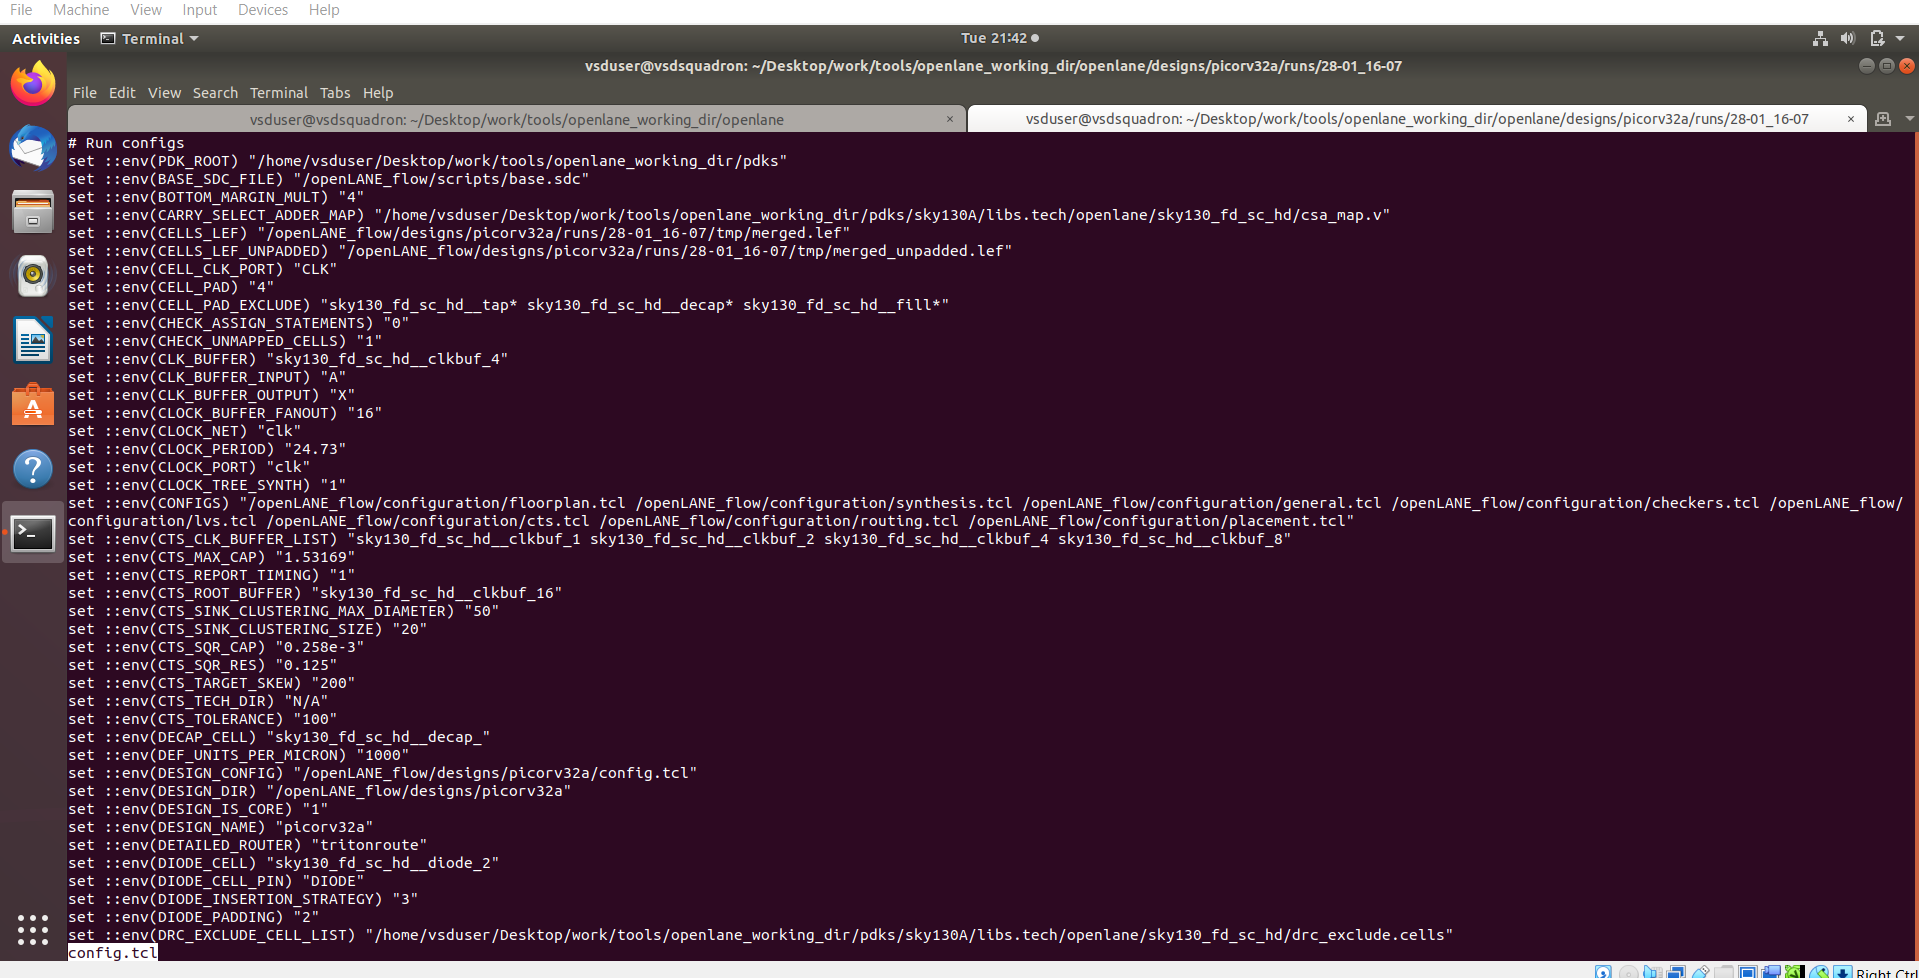 File Machine View Input Devices Help
Activities Terminal Tue 21:42
vsduser@vsdsquadron: ~/Desktop/work/tools/openlane_working_dir/openlane/designs/picorv32a/runs/28-01_16-07
File Edit View Search Terminal Tabs Help
vsduser@vsdsquadron: ~/Desktop/work/tools/openlane_working_dir/openlane × vsduser@vsdsquadron: ~/Desktop/work/tools/openlane_working_dir/openlane/designs/picorv32a/runs/28-01_16-07 ×
# Run configs
set ::env(PDK_ROOT) "/home/vsduser/Desktop/work/tools/openlane_working_dir/pdks"
set ::env(BASE_SDC_FILE) "/openLANE_flow/scripts/base.sdc"
set ::env(BOTTOM_MARGIN_MULT) "4"
set ::env(CARRY_SELECT_ADDER_MAP) "/home/vsduser/Desktop/work/tools/openlane_working_dir/pdks/sky130A/libs.tech/openlane/sky130_fd_sc_hd/csa_map.v"
set ::env(CELLS_LEF) "/openLANE_flow/designs/picorv32a/runs/28-01_16-07/tmp/merged.lef"
set ::env(CELLS_LEF_UNPADDED) "/openLANE_flow/designs/picorv32a/runs/28-01_16-07/tmp/merged_unpadded.lef"
set ::env(CELL_CLK_PORT) "CLK"
set ::env(CELL_PAD) "4"
set ::env(CELL_PAD_EXCLUDE) "sky130_fd_sc_hd__tap* sky130_fd_sc_hd__decap* sky130_fd_sc_hd__fill*"
set ::env(CHECK_ASSIGN_STATEMENTS) "0"
set ::env(CHECK_UNMAPPED_CELLS) "1"
set ::env(CLK_BUFFER) "sky130_fd_sc_hd__clkbuf_4"
set ::env(CLK_BUFFER_INPUT) "A"
set ::env(CLK_BUFFER_OUTPUT) "X"
set ::env(CLOCK_BUFFER_FANOUT) "16"
set ::env(CLOCK_NET) "clk"
set ::env(CLOCK_PERIOD) "24.73"
set ::env(CLOCK_PORT) "clk"
set ::env(CLOCK_TREE_SYNTH) "1"
set ::env(CONFIGS) "/openLANE_flow/configuration/floorplan.tcl /openLANE_flow/configuration/synthesis.tcl /openLANE_flow/configuration/general.tcl /openLANE_flow/configuration/checkers.tcl /openLANE_flow/
configuration/lvs.tcl /openLANE_flow/configuration/cts.tcl /openLANE_flow/configuration/routing.tcl /openLANE_flow/configuration/placement.tcl"
set ::env(CTS_CLK_BUFFER_LIST) "sky130_fd_sc_hd__clkbuf_1 sky130_fd_sc_hd__clkbuf_2 sky130_fd_sc_hd__clkbuf_4 sky130_fd_sc_hd__clkbuf_8"
set ::env(CTS_MAX_CAP) "1.53169"
set ::env(CTS_REPORT_TIMING) "1"
set ::env(CTS_ROOT_BUFFER) "sky130_fd_sc_hd__clkbuf_16"
set ::env(CTS_SINK_CLUSTERING_MAX_DIAMETER) "50"
set ::env(CTS_SINK_CLUSTERING_SIZE) "20"
set ::env(CTS_SQR_CAP) "0.258e-3"
set ::env(CTS_SQR_RES) "0.125"
set ::env(CTS_TARGET_SKEW) "200"
set ::env(CTS_TECH_DIR) "N/A"
set ::env(CTS_TOLERANCE) "100"
set ::env(DECAP_CELL) "sky130_fd_sc_hd__decap_"
set ::env(DEF_UNITS_PER_MICRON) "1000"
set ::env(DESIGN_CONFIG) "/openLANE_flow/designs/picorv32a/config.tcl"
set ::env(DESIGN_DIR) "/openLANE_flow/designs/picorv32a"
set ::env(DESIGN_IS_CORE) "1"
set ::env(DESIGN_NAME) "picorv32a"
set ::env(DETAILED_ROUTER) "tritonroute"
set ::env(DIODE_CELL) "sky130_fd_sc_hd__diode_2"
set ::env(DIODE_CELL_PIN) "DIODE"
set ::env(DIODE_INSERTION_STRATEGY) "3"
set ::env(DIODE_PADDING) "2"
set ::env(DRC_EXCLUDE_CELL_LIST) "/home/vsduser/Desktop/work/tools/openlane_working_dir/pdks/sky130A/libs.tech/openlane/sky130_fd_sc_hd/drc_exclude.cells"
config.tcl
Right Ctrl